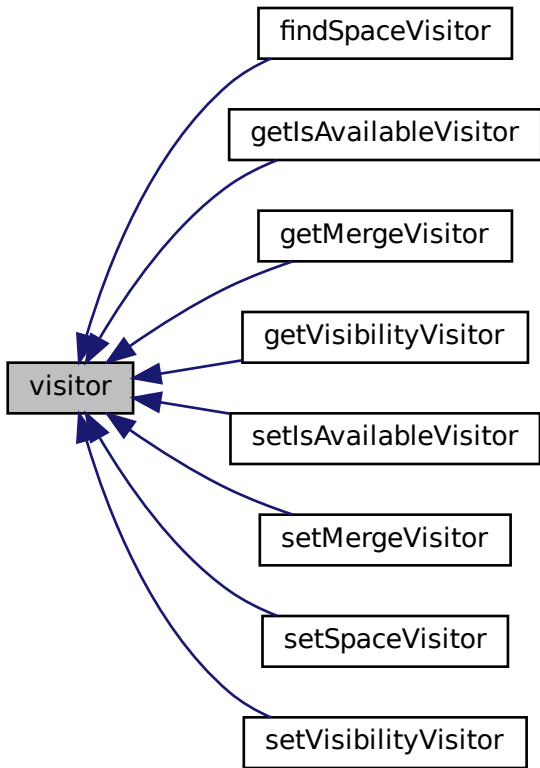 findSpaceVisitor
getIsAvailableVisitor
getMergeVisitor
getVisibilityVisitor
visitor
setIsAvailableVisitor
setMergeVisitor
setSpaceVisitor
setVisibilityVisitor